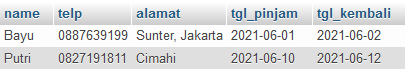 name telp alamat tgl_pinjam tgl_kembali
Bayu 0887639199 Sunter, Jakarta 2021-06-01 2021-06-02
Putri 0827191811 Cimahi 2021-06-10 2021-06-12